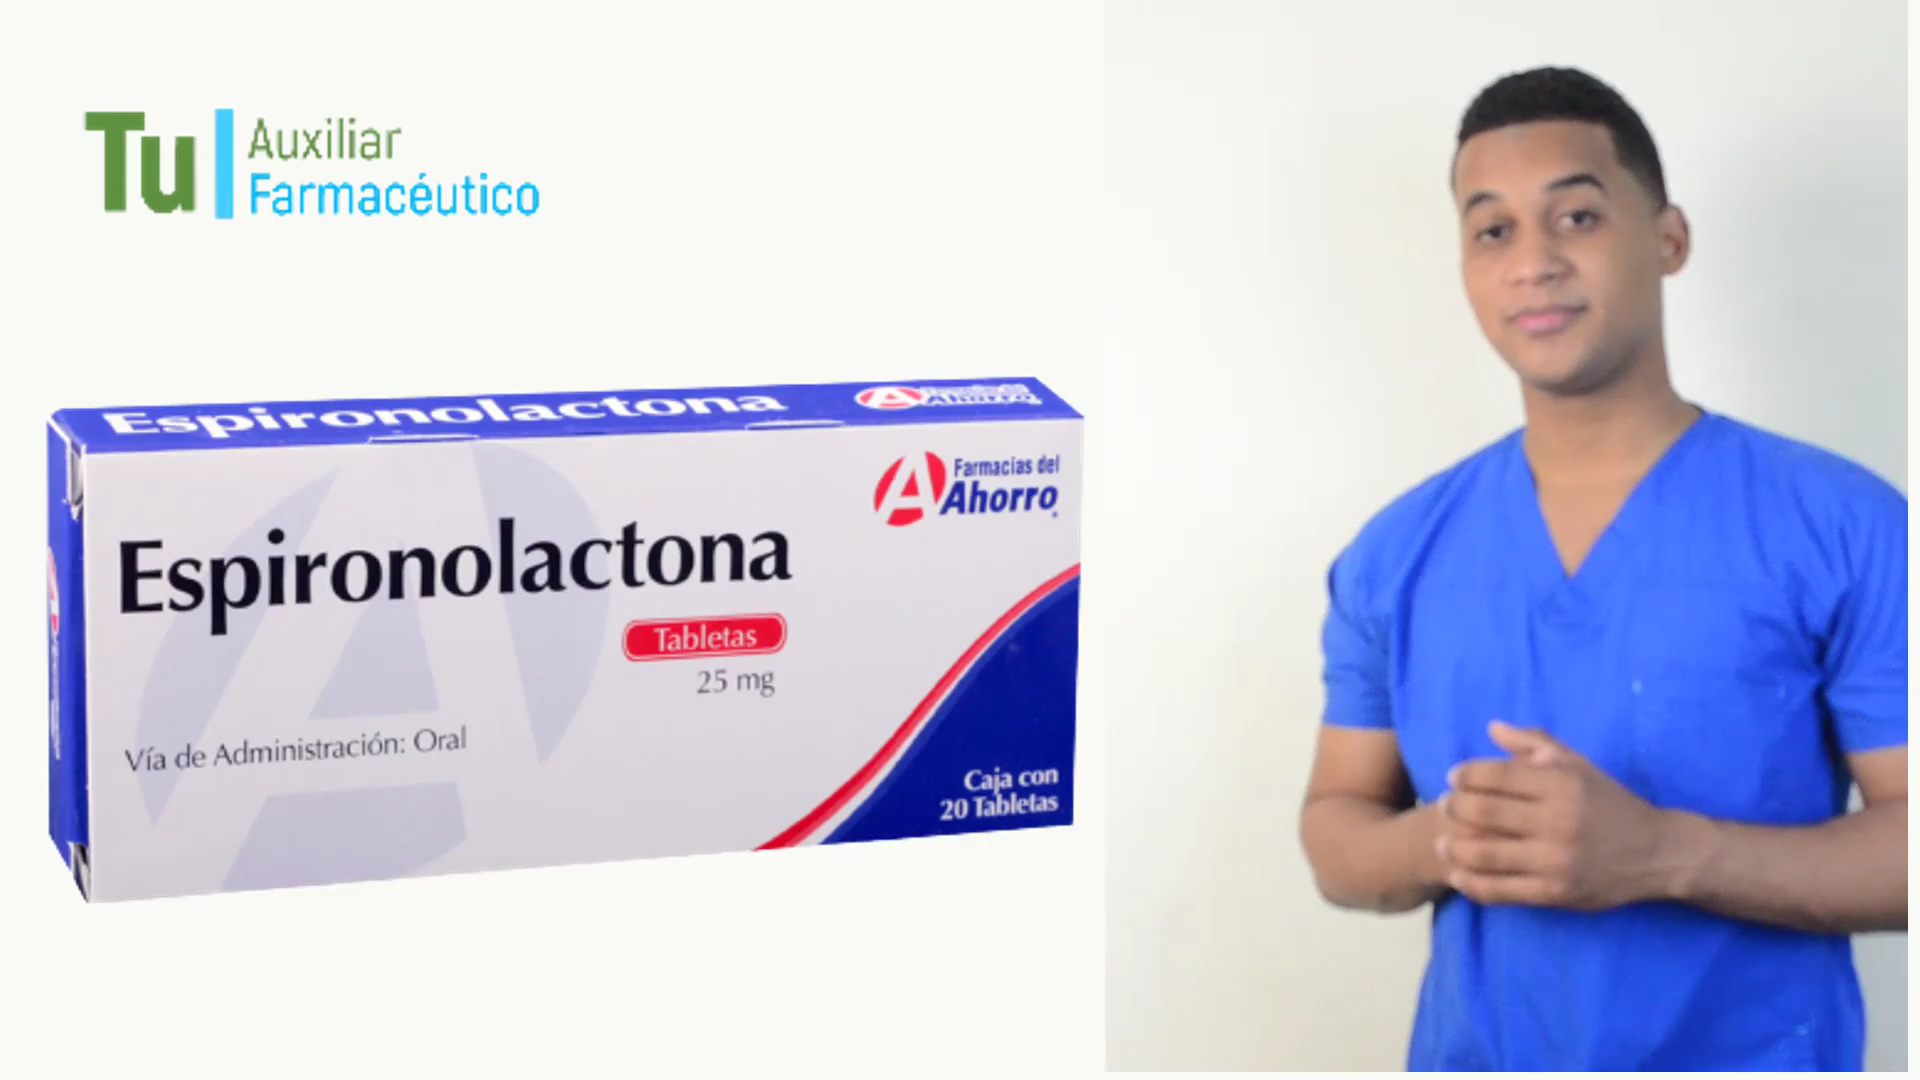 Tu Auxiliar
Farmacéutico
Espironolactona
Farmacias del
Ahorro
Espironolactona
Tabletas
25 mg
Vía de Administración: Oral
Caja con
20 Tabletas